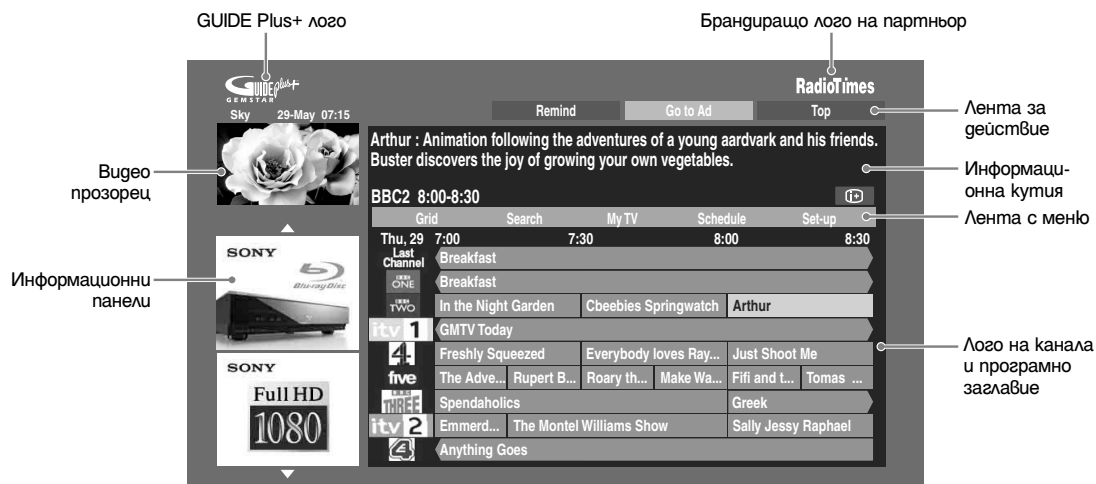 GUIDE Plus+ лого
Брандиращо лого на партньор
GUIDE plus+
GEMSTAR
RadioTimes
Sky 29-May 07:15
Remind Go to Ad Top
Лента за
действие
Arthur : Animation following the adventures of a young aardvark and his friends.
Buster discovers the joy of growing your own vegetables.
Видео
прозорец
Информаци-
онна кутия
BBC2 8:00-8:30
i+
Grid Search My TV Schedule Set-up
Лента с меню
Thu, 29 7:00 7:30 8:00 8:30
Last
Channel
Breakfast
BBC
ONE
Breakfast
BBC
TWO
In the Night Garden Cbeebies Springwatch Arthur
itv 1 GMTV Today
4 Freshly Squeezed Everybody loves Ray... Just Shoot Me
five The Adve... Rupert B... Roary th... Make Wa... Fifi and t... Tomas ...
BBC
THREE
Spendaholics Greek
itv 2 Emmerd... The Montel Williams Show Sally Jessy Raphael
4 Anything Goes
Информационни
панели
SONY
Blu-ray Disc
SONY
Full HD
1080
Лого на канала
и програмно
заглавие